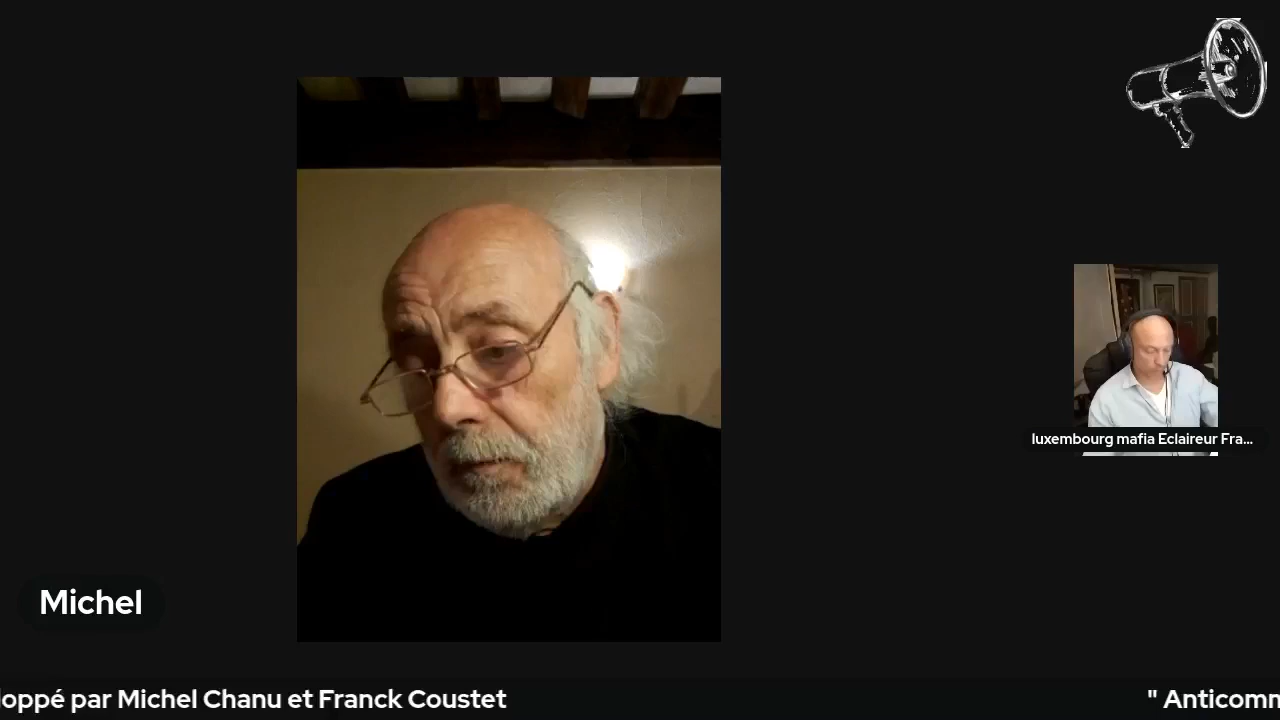 luxembourg mafia Eclaireur Fra...
Michel
loppé par Michel Chanu et Franck Coustet
" Anticomm